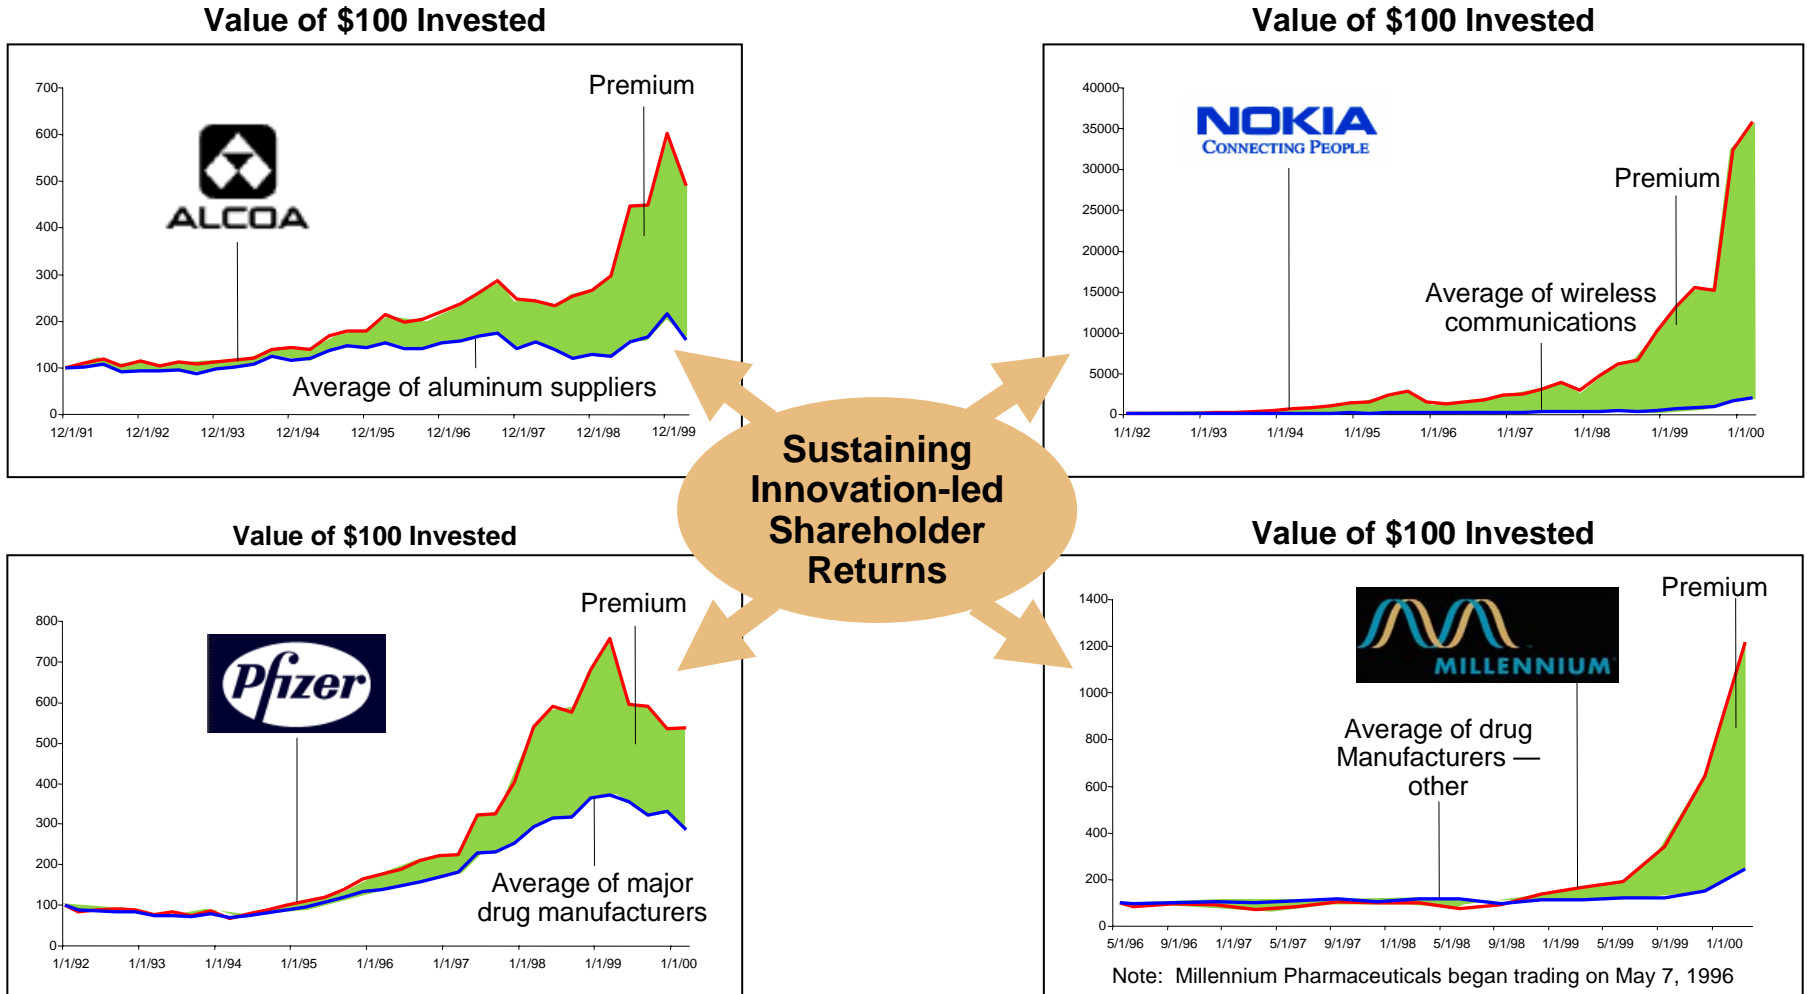 Value of $100 Invested
700
600
500
400
300
200
100
0
12/1/91
12/1/92
12/1/93
12/1/94
12/1/95
12/1/96
12/1/97
12/1/98
12/1/99
ALCOA
Premium
Average of aluminum suppliers
Value of $100 Invested
40000
35000
30000
25000
20000
15000
10000
5000
0
1/1/92
1/1/93
1/1/94
1/1/95
1/1/96
1/1/97
1/1/98
1/1/99
1/1/00
NOKIA
CONNECTING PEOPLE
Premium
Average of wireless
communications
Sustaining
Innovation-led
Shareholder
Returns
Value of $100 Invested
800
700
600
500
400
300
200
100
0
1/1/92
1/1/93
1/1/94
1/1/95
1/1/96
1/1/97
1/1/98
1/1/99
1/1/00
Pfizer
Premium
Average of major
drug manufacturers
Value of $100 Invested
1400
1200
1000
800
600
400
200
0
5/1/96
9/1/96
1/1/97
5/1/97
9/1/97
1/1/98
5/1/98
9/1/98
1/1/99
5/1/99
9/1/99
1/1/00
MILLENNIUM
Premium
Average of drug
Manufacturers —
other
Note: Millennium Pharmaceuticals began trading on May 7, 1996